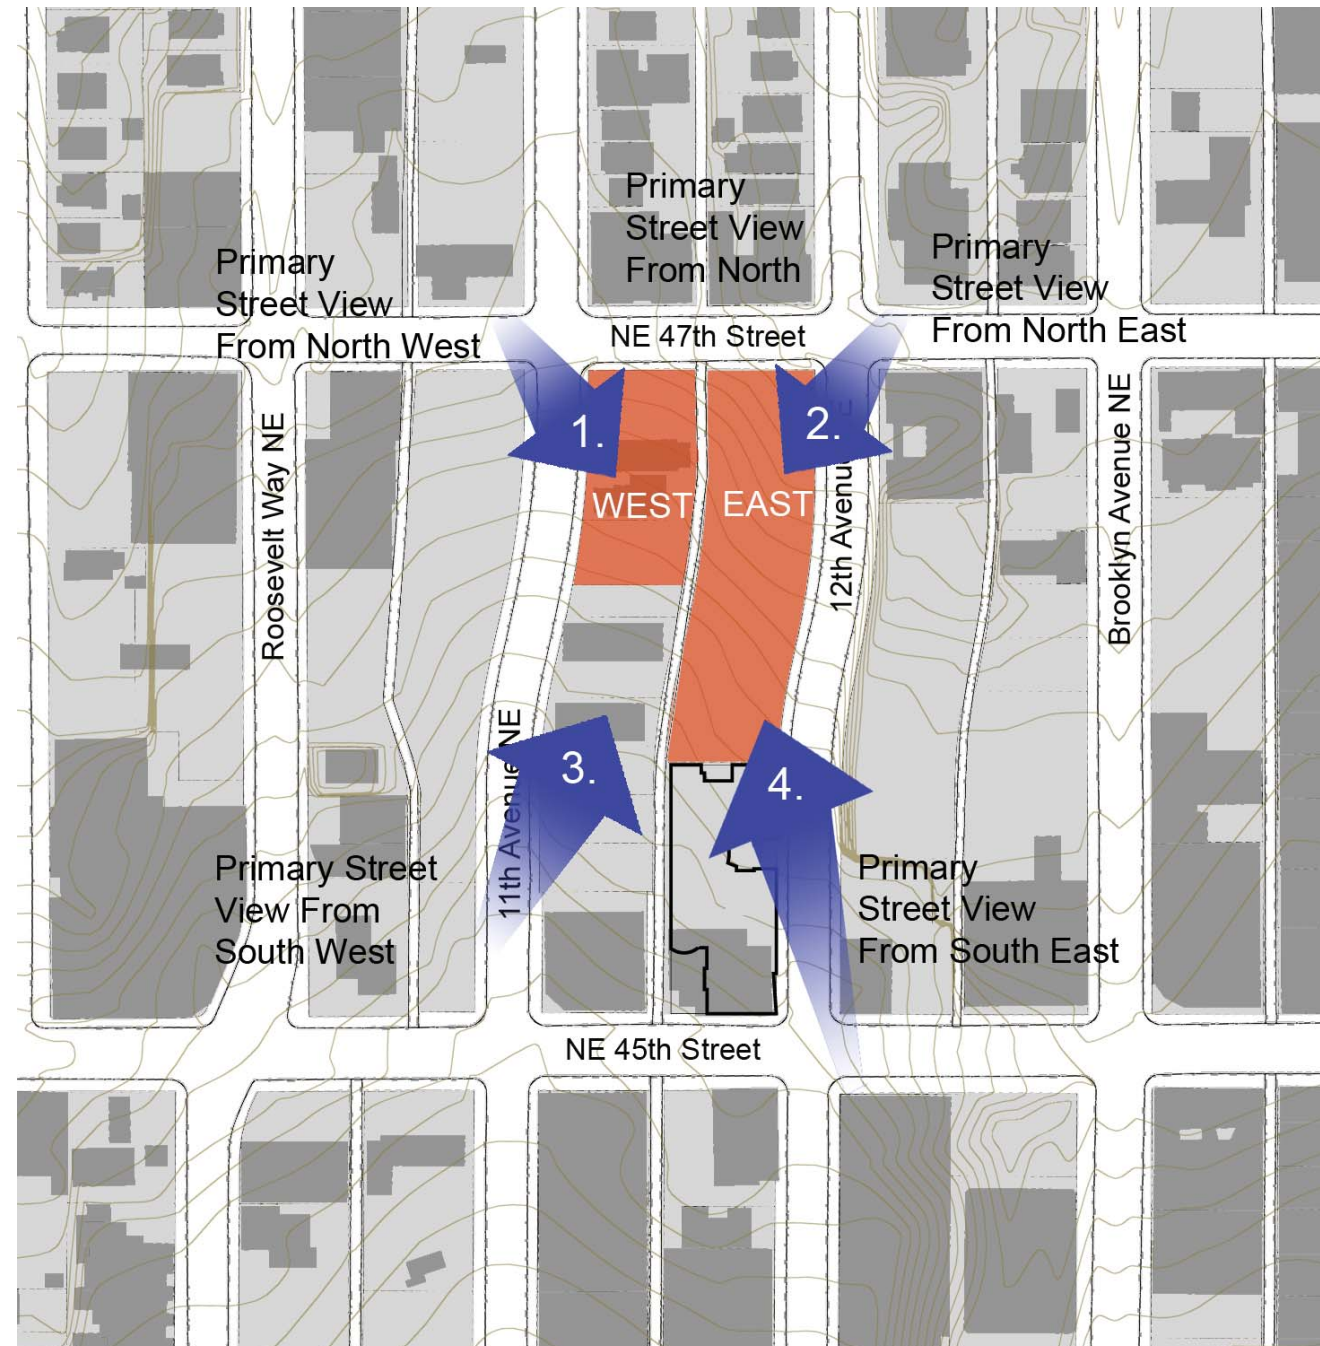 Primary
Street View
From North
Primary
Street View
From North West
Primary
Street View
From North East
NE 47th Street
1.
2.
WEST
EAST
Roosevelt Way NE
11th Avenue NE
12th Avenue NE
Brooklyn Avenue NE
3.
4.
Primary Street
View From
South West
Primary
Street View
From South East
NE 45th Street